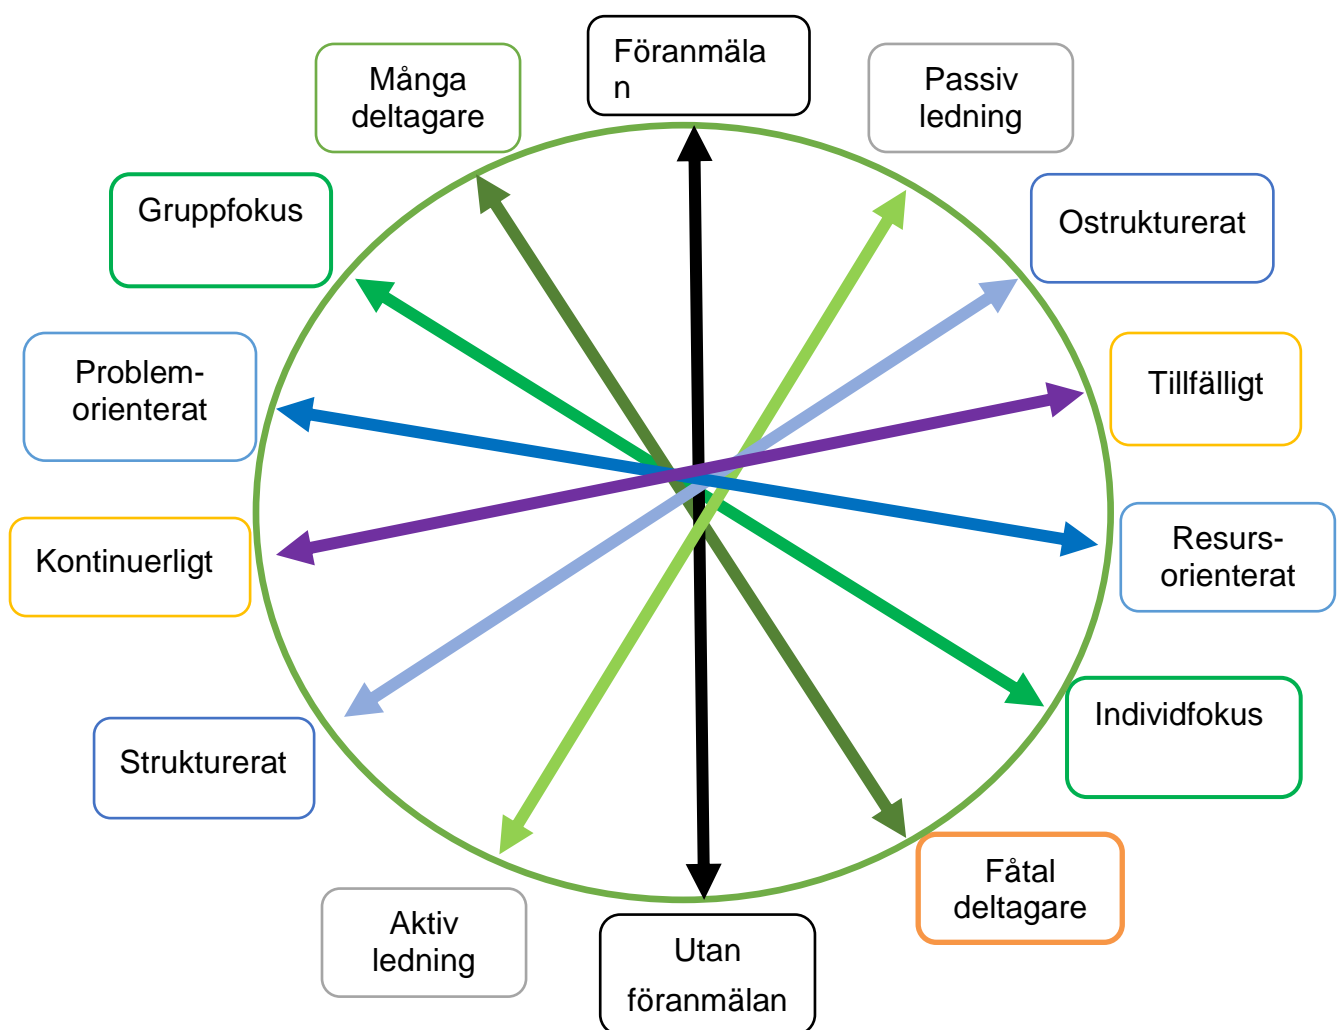 Föranmäla
n
Många
deltagare
Passiv
ledning
Gruppfokus
Ostrukturerat
Problem-
orienterat
Tillfälligt
Kontinuerligt
Resurs-
orienterat
Strukturerat
Individfokus
Aktiv
ledning
Fåtal
deltagare
Utan
föranmälan